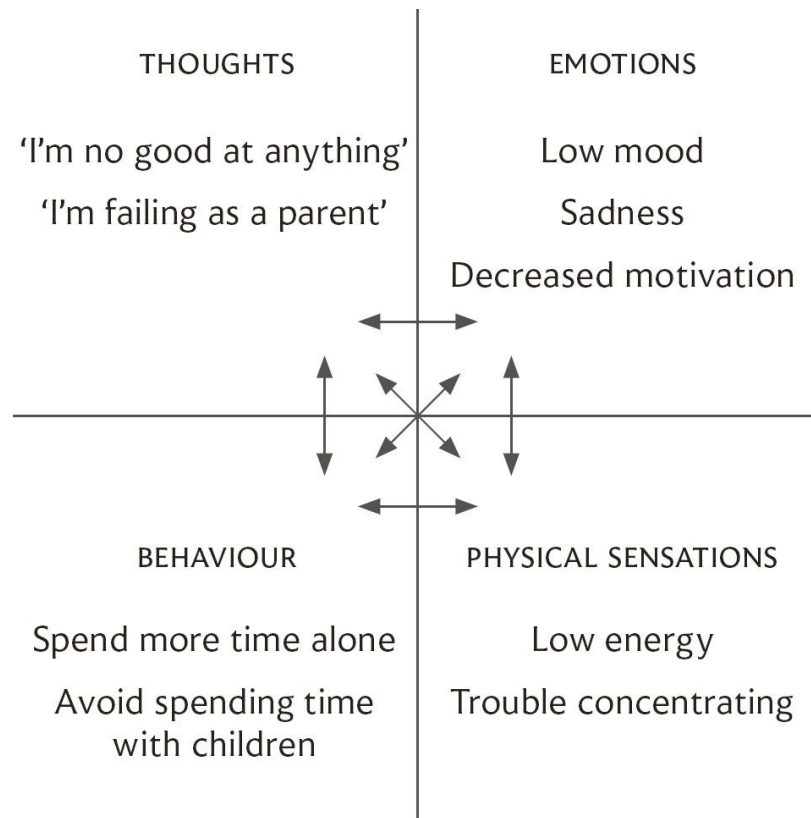 THOUGHTS
‘I’m no good at anything’
‘I’m failing as a parent’
EMOTIONS
Low mood
Sadness
Decreased motivation
BEHAVIOUR
Spend more time alone
Avoid spending time
with children
PHYSICAL SENSATIONS
Low energy
Trouble concentrating